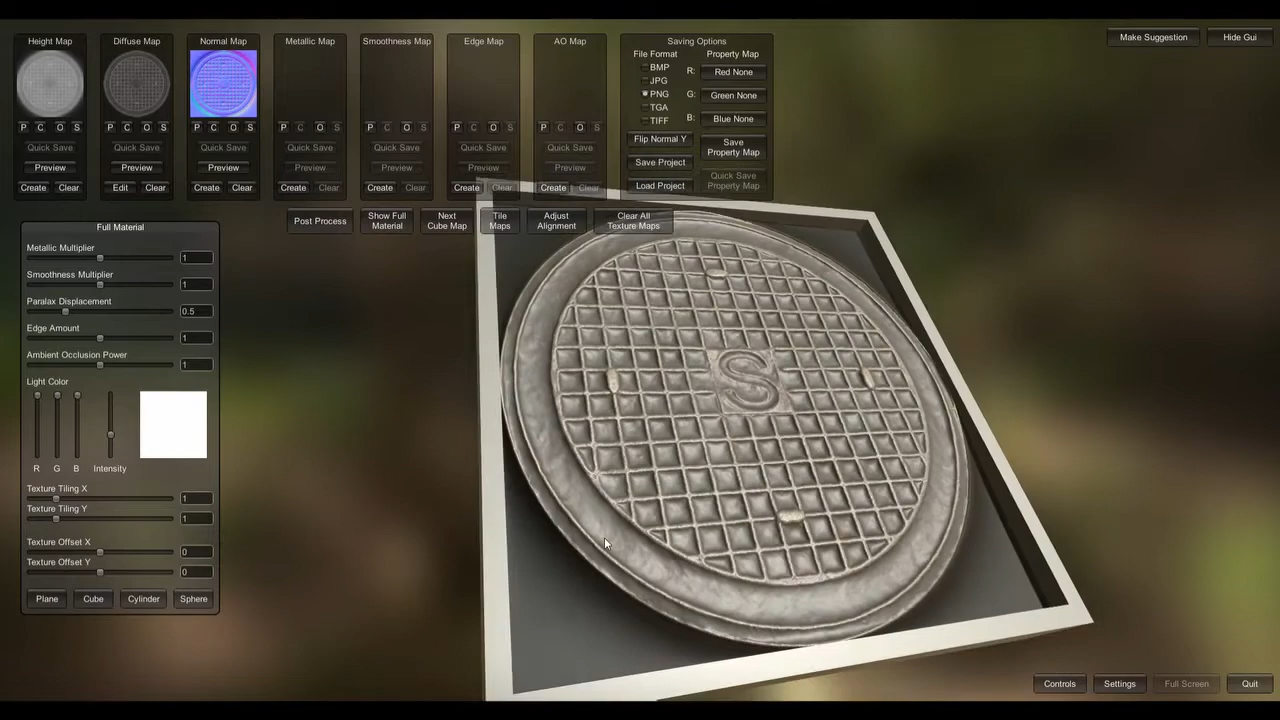 Height Map
Diffuse Map
Normal Map
Metallic Map
Smoothness Map
Edge Map
AO Map
P C O S
P C O S
P C O S
P C O S
P C O S
P C O S
P C O S
Quick Save
Quick Save
Quick Save
Quick Save
Quick Save
Quick Save
Quick Save
Preview
Preview
Preview
Preview
Preview
Preview
Preview
Create Clear
Edit Clear
Create Clear
Create Clear
Create Clear
Create Clear
Create Clear
Saving Options
File Format
BMP
JPG
PNG
TGA
TIFF
Flip Normal Y
Save Project
Load Project
Property Map
R: Red None
G: Green None
B: Blue None
Save
Property Map
Quick Save
Property Map
Make Suggestion
Hide Gui
Post Process
Show Full
Material
Next
Cube Map
Tile
Maps
Adjust
Alignment
Clear All
Texture Maps
Full Material
Metallic Multiplier
1
Smoothness Multiplier
1
Paralax Displacement
0.5
Edge Amount
1
Ambient Occlusion Power
1
Light Color
R G B Intensity
Texture Tiling X
1
Texture Tiling Y
1
Texture Offset X
0
Texture Offset Y
0
Plane Cube Cylinder Sphere
S
Controls Settings Full Screen Quit